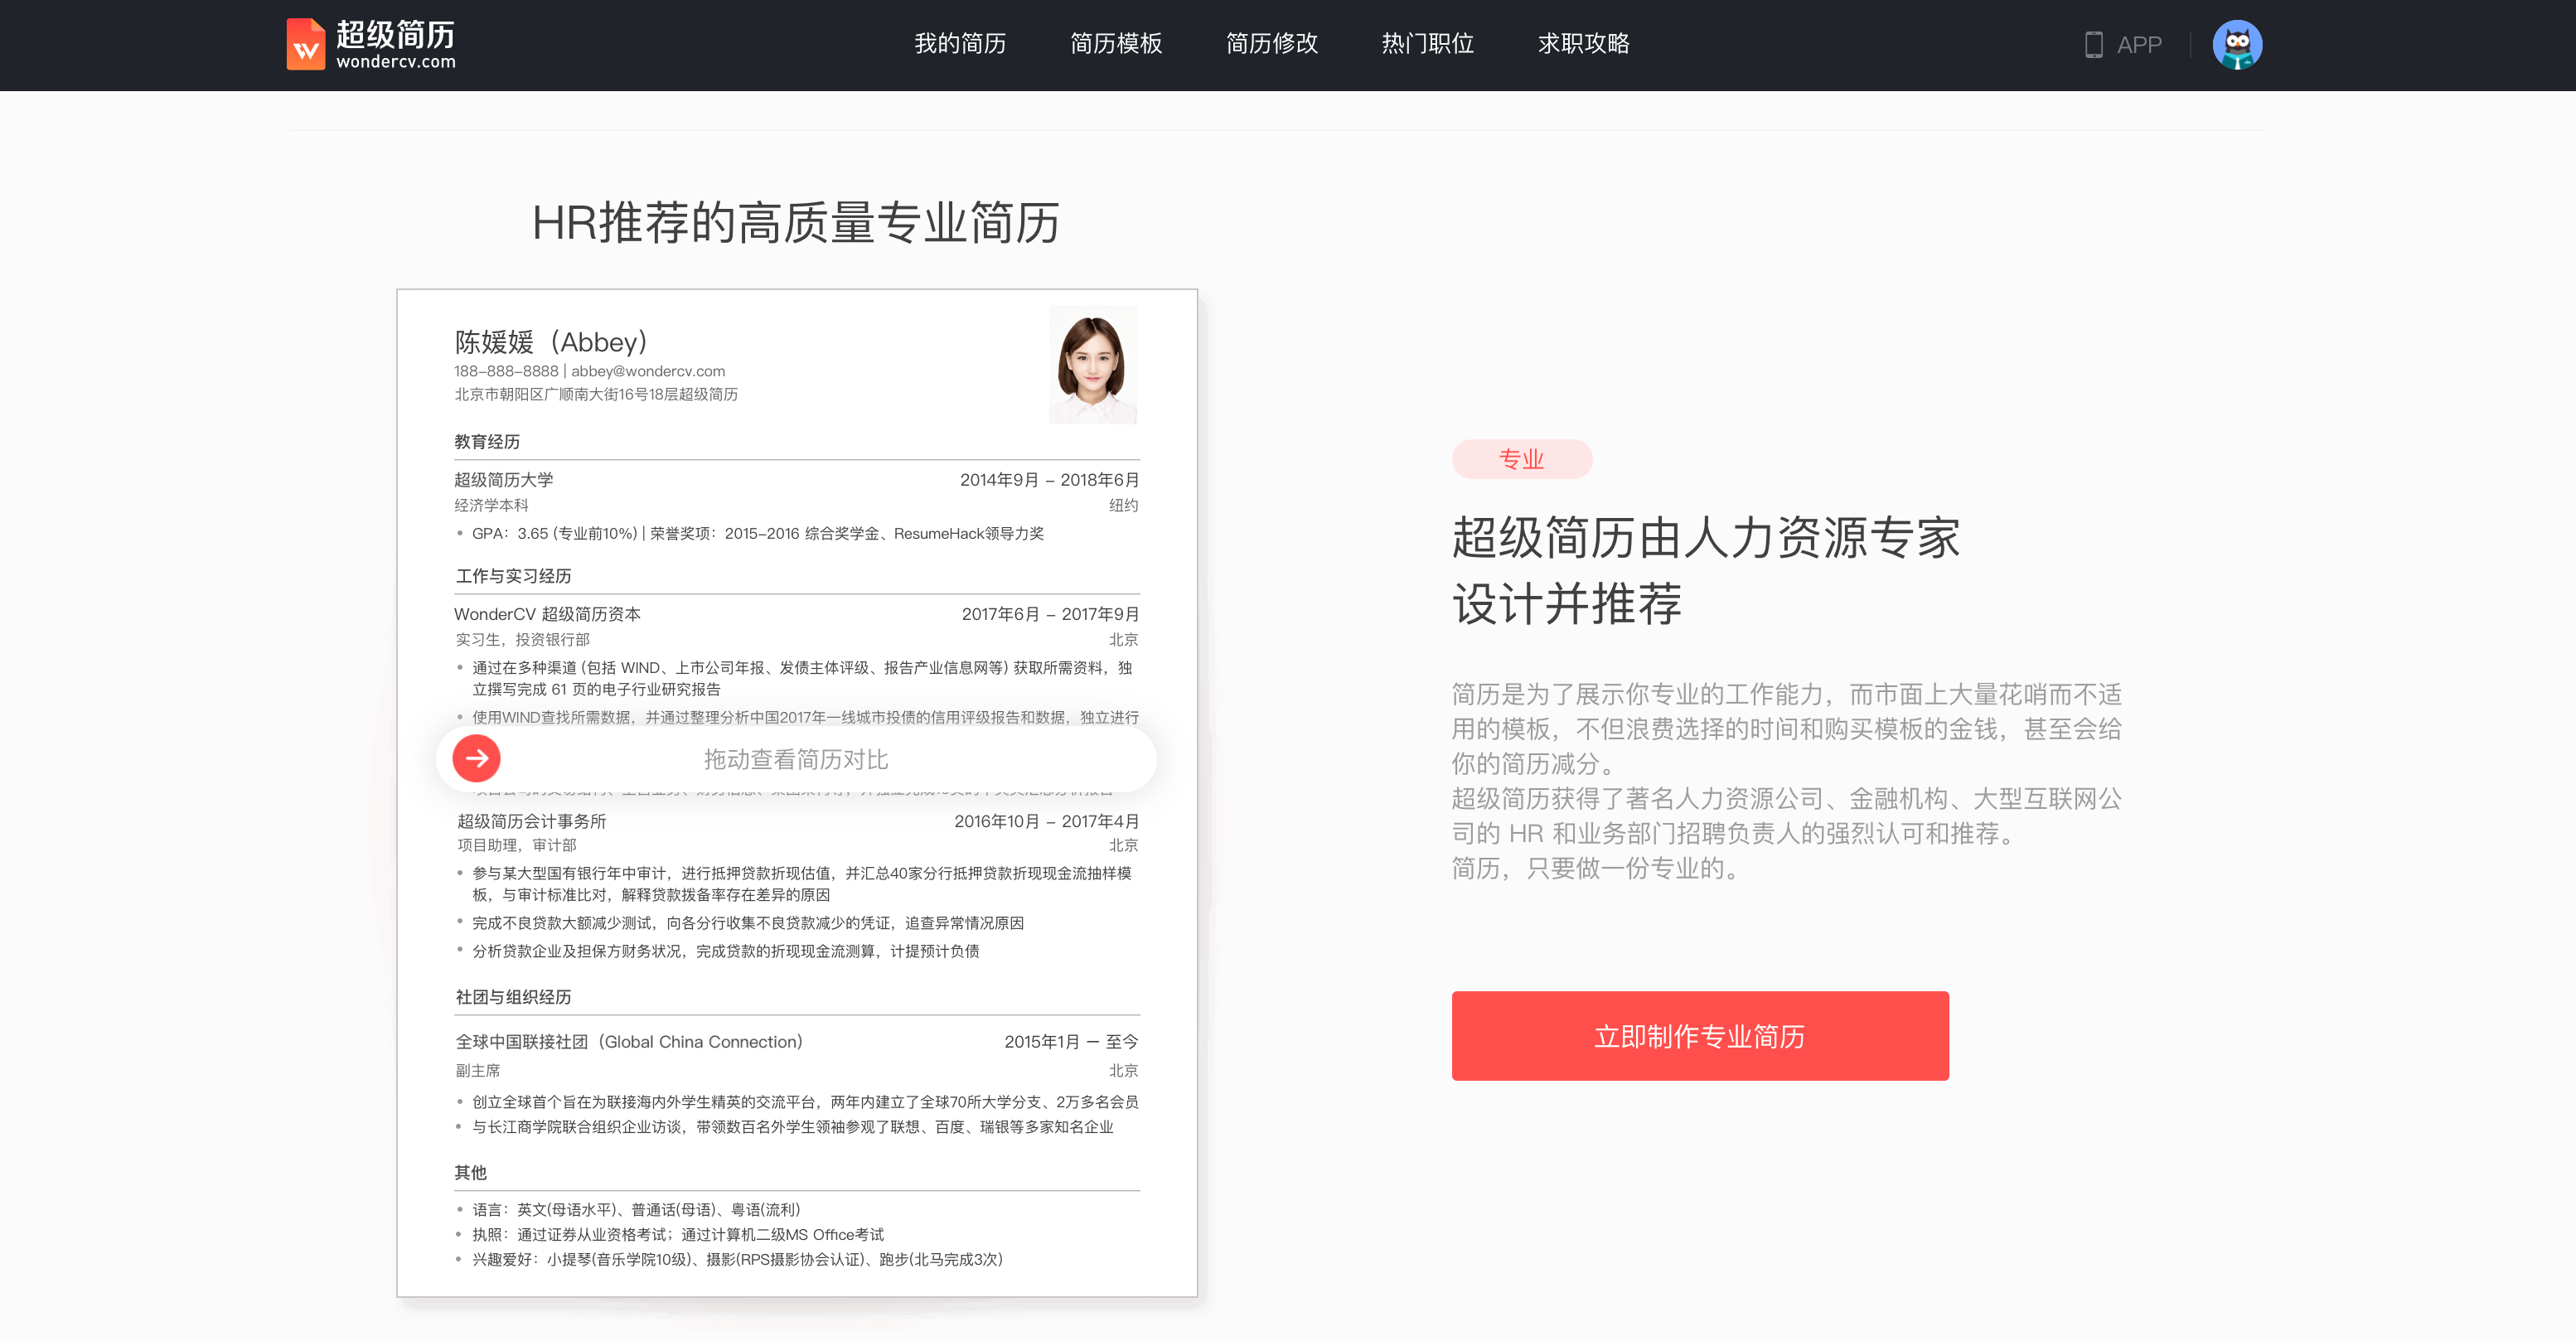 超级简历
wondercv.com
我的简历 简历模板 简历修改 热门职位 求职攻略
APP
HR推荐的高质量专业简历
陈媛媛（Abbey）
188-888-8888 | abbey@wondercv.com
北京市朝阳区广顺南大街16号18层超级简历
教育经历
超级简历大学 2014年9月 - 2018年6月
经济学本科 纽约
• GPA：3.65 (专业前10%) | 荣誉奖项：2015-2016 综合奖学金、ResumeHack领导力奖
工作与实习经历
WonderCV 超级简历资本 2017年6月 - 2017年9月
实习生，投资银行部 北京
• 通过在多种渠道 (包括 WIND、上市公司年报、发债主体评级、报告产业信息网等) 获取所需资料，独
立撰写完成 61 页的电子行业研究报告
• 使用WIND查找所需数据，并通过整理分析中国2017年一线城市投债的信用评级报告和数据，独立进行
拖动查看简历对比
超级简历会计事务所 2016年10月 - 2017年4月
项目助理，审计部 北京
• 参与某大型国有银行年中审计，进行抵押贷款折现估值，并汇总40家分行抵押贷款折现现金流抽样模
板，与审计标准比对，解释贷款拨备率存在差异的原因
• 完成不良贷款大额减少测试，向各分行收集不良贷款减少的凭证，追查异常情况原因
• 分析贷款企业及担保方财务状况，完成贷款的折现现金流测算，计提预计负债
社团与组织经历
全球中国联接社团（Global China Connection） 2015年1月 — 至今
副主席 北京
• 创立全球首个旨在为联接海内外学生精英的交流平台，两年内建立了全球70所大学分支、2万多名会员
• 与长江商学院联合组织企业访谈，带领数百名外学生领袖参观了联想、百度、瑞银等多家知名企业
其他
• 语言：英文(母语水平)、普通话(母语)、粤语(流利)
• 执照：通过证券从业资格考试；通过计算机二级MS Office考试
• 兴趣爱好：小提琴(音乐学院10级)、摄影(RPS摄影协会认证)、跑步(北马完成3次)
专业
超级简历由人力资源专家
设计并推荐
简历是为了展示你专业的工作能力，而市面上大量花哨而不适
用的模板，不但浪费选择的时间和购买模板的金钱，甚至会给
你的简历减分。
超级简历获得了著名人力资源公司、金融机构、大型互联网公
司的 HR 和业务部门招聘负责人的强烈认可和推荐。
简历，只要做一份专业的。
立即制作专业简历